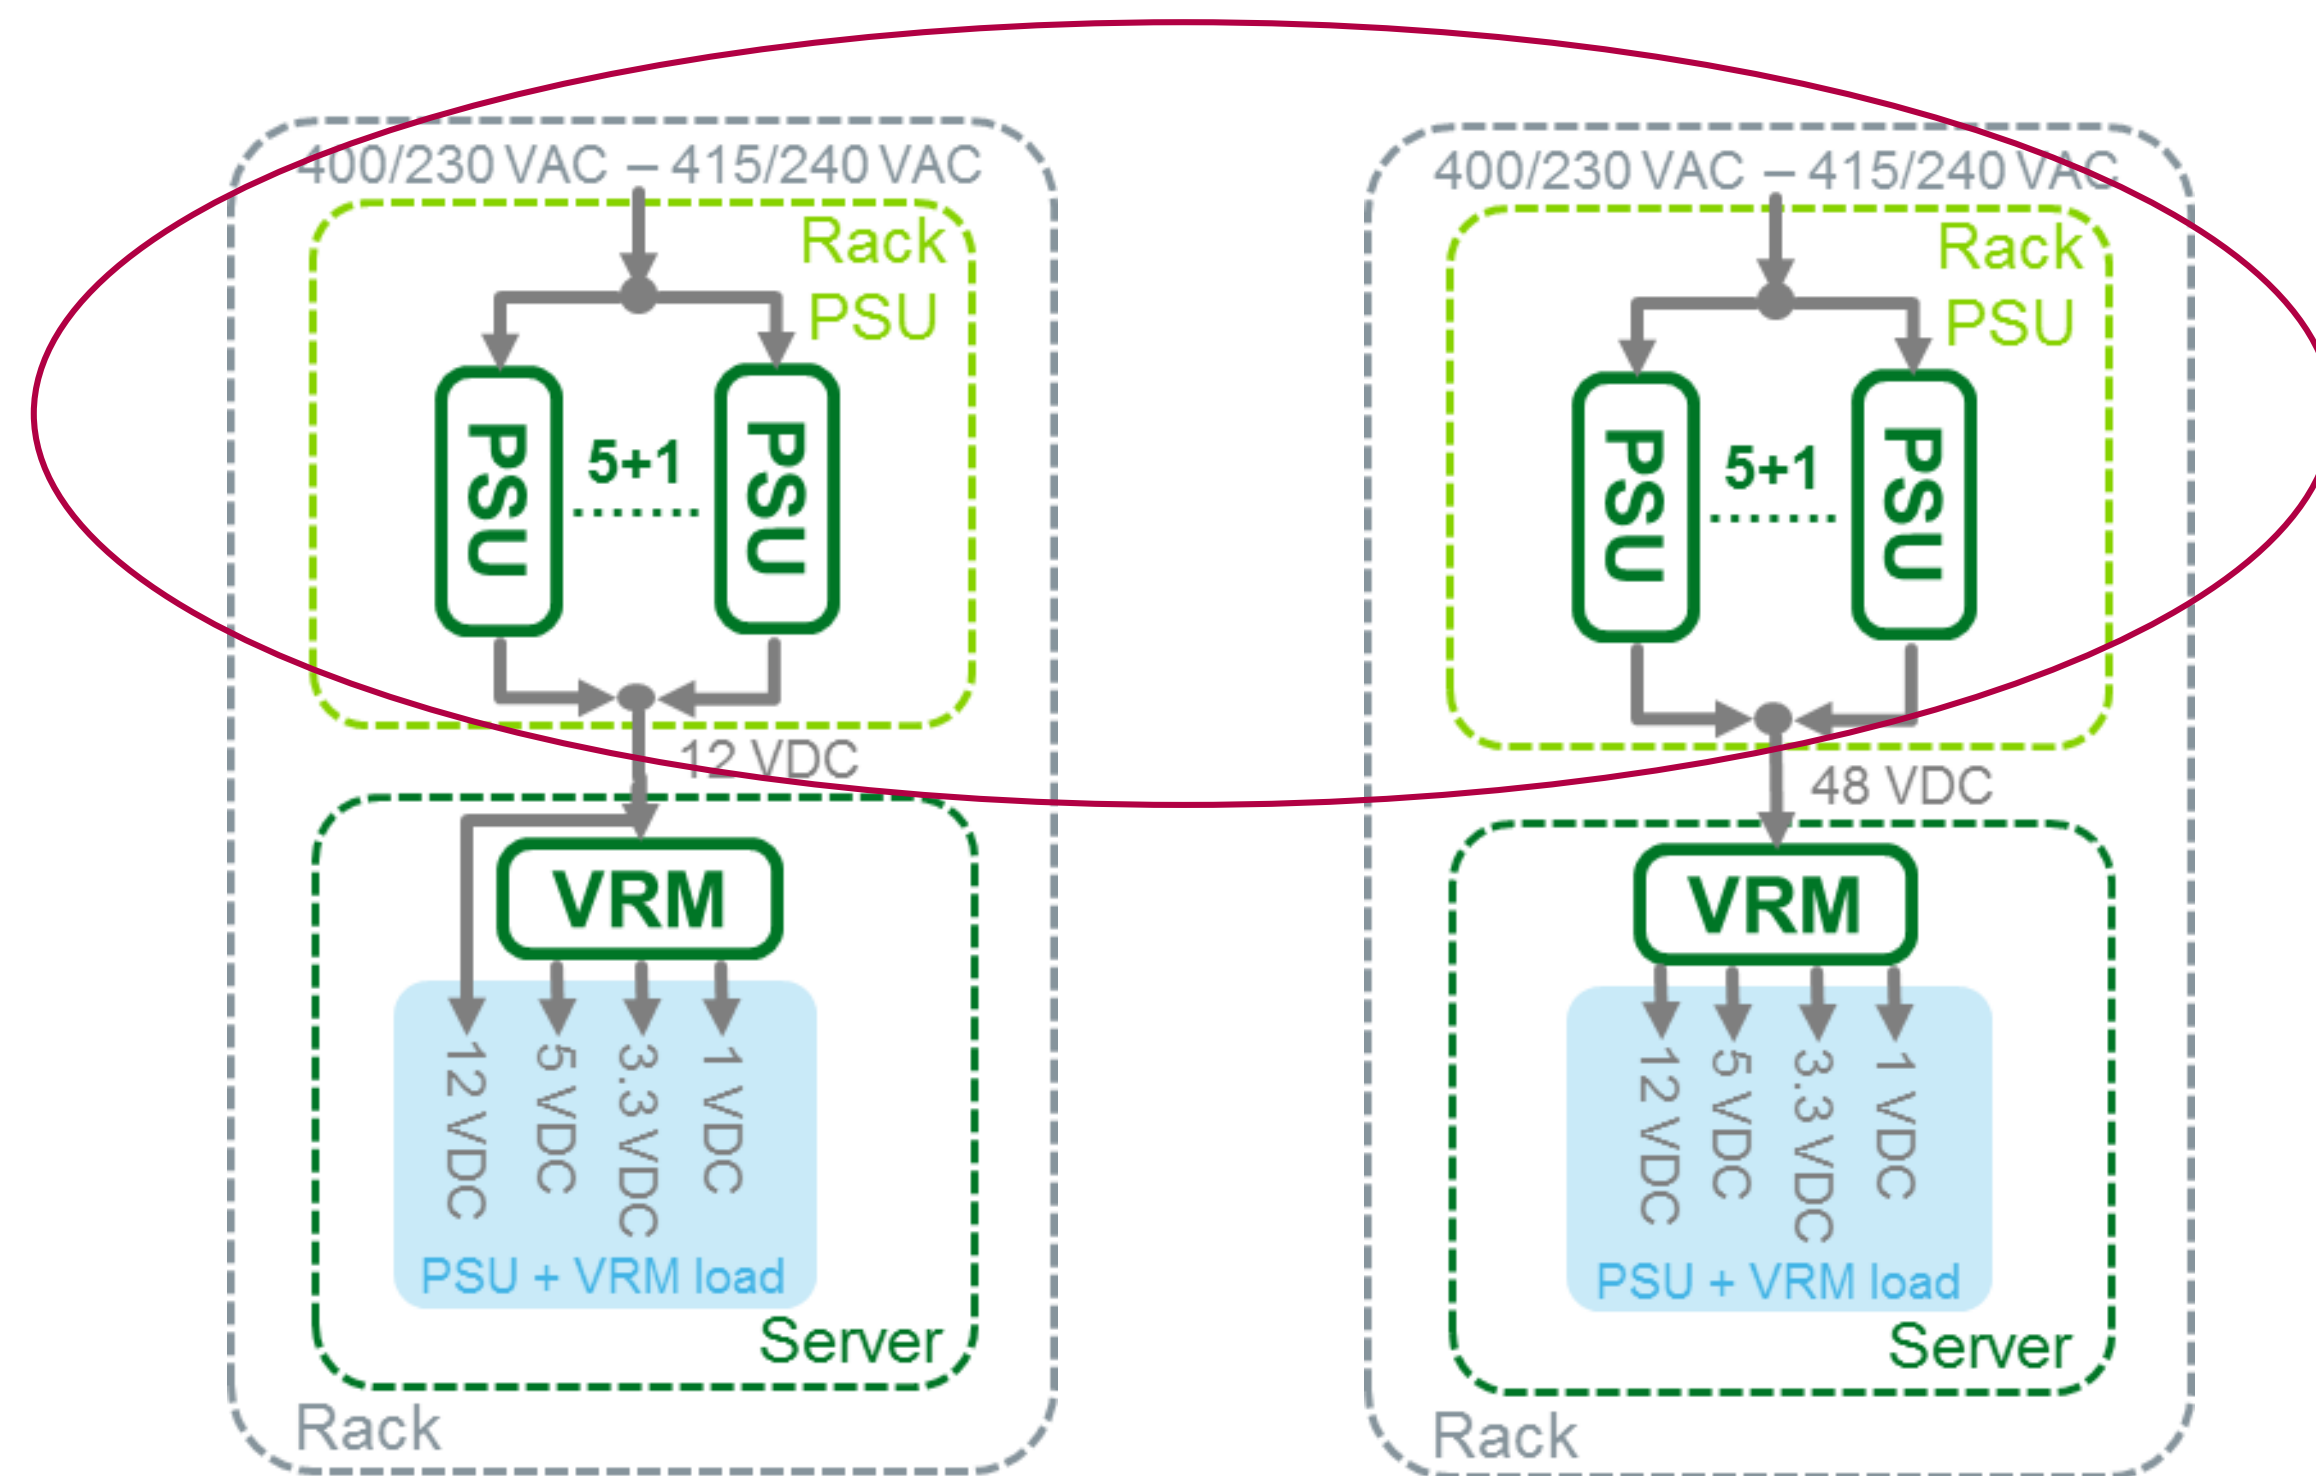 400/230 VAC – 415/240 VAC
Rack
PSU
PSU
5+1
PSU
12 VDC
VRM
12 VDC
5 VDC
3.3 VDC
1 VDC
PSU + VRM load
Server
Rack
400/230 VAC – 415/240 VAC
Rack
PSU
PSU
5+1
PSU
48 VDC
VRM
12 VDC
5 VDC
3.3 VDC
1 VDC
PSU + VRM load
Server
Rack